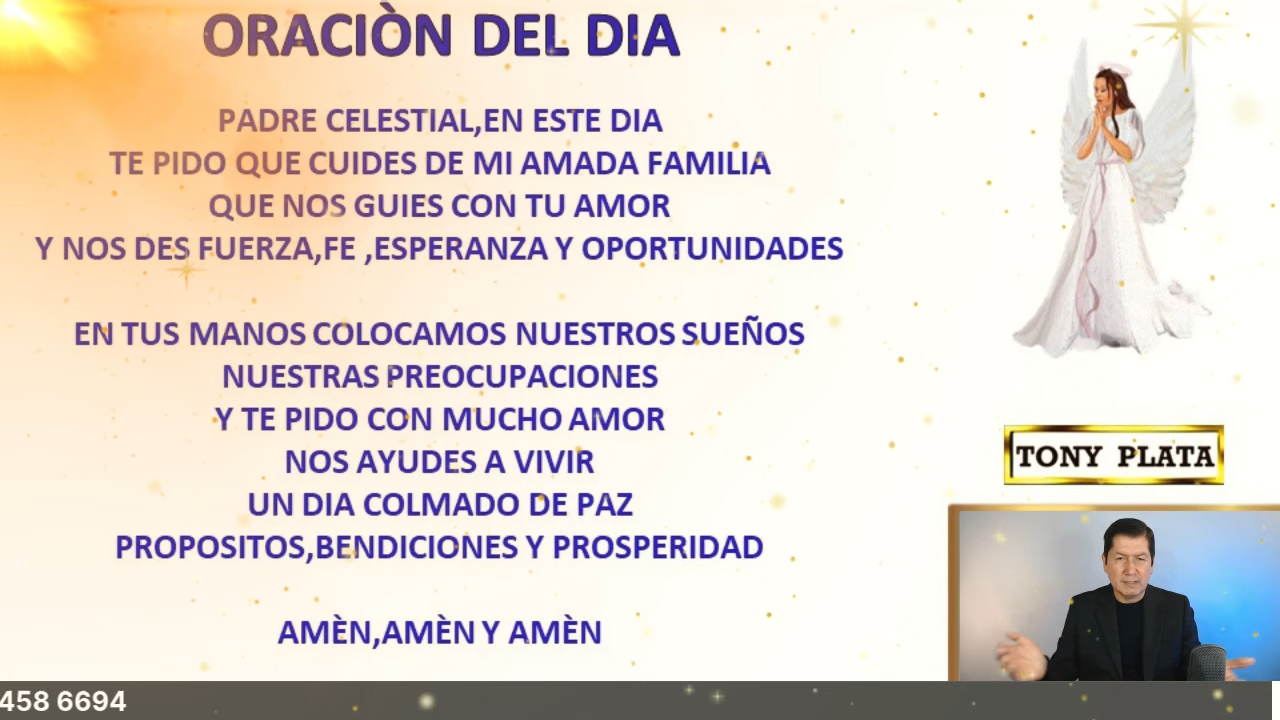 ORACIÒN DEL DIA
PADRE CELESTIAL,EN ESTE DIA
TE PIDO QUE CUIDES DE MI AMADA FAMILIA
QUE NOS GUIES CON TU AMOR
Y NOS DES FUERZA,FE ,ESPERANZA Y OPORTUNIDADES
EN TUS MANOS COLOCAMOS NUESTROS SUEÑOS
NUESTRAS PREOCUPACIONES
Y TE PIDO CON MUCHO AMOR
NOS AYUDES A VIVIR
UN DIA COLMADO DE PAZ
PROPOSITOS,BENDICIONES Y PROSPERIDAD
AMÈN,AMÈN Y AMÈN
TONY PLATA
458 6694